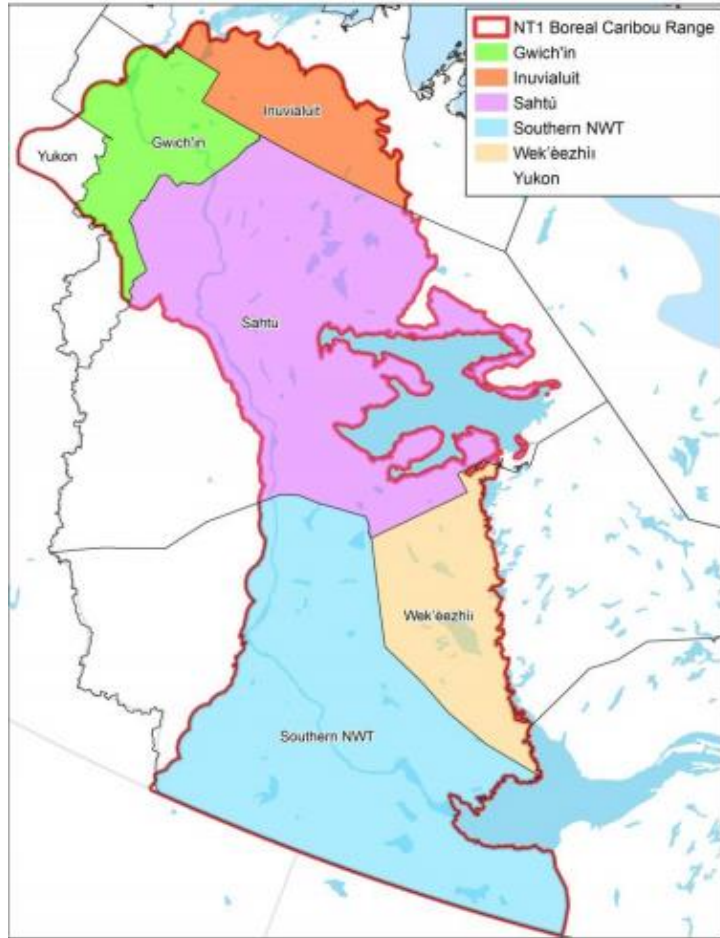 NT1 Boreal Caribou Range
Gwich'in
Inuvialuit
Sahtú
Southern NWT
Wek'èezhìı
Yukon
Inuvialuit
Gwich'in
Yukon
Sahtú
Wek'èezhìı
Southern NWT